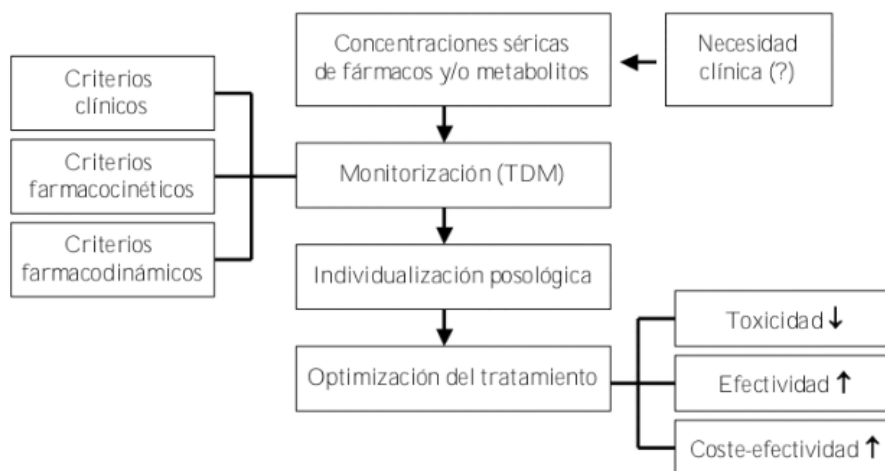 Concentraciones séricas
de fármacos y/o metabolitos
Necesidad
clínica (?)
Criterios
clínicos
Criterios
farmacocinéticos
Criterios
farmacodinámicos
Monitorización (TDM)
Individualización posológica
Optimización del tratamiento
Toxicidad ↓
Efectividad ↑
Coste-efectividad ↑